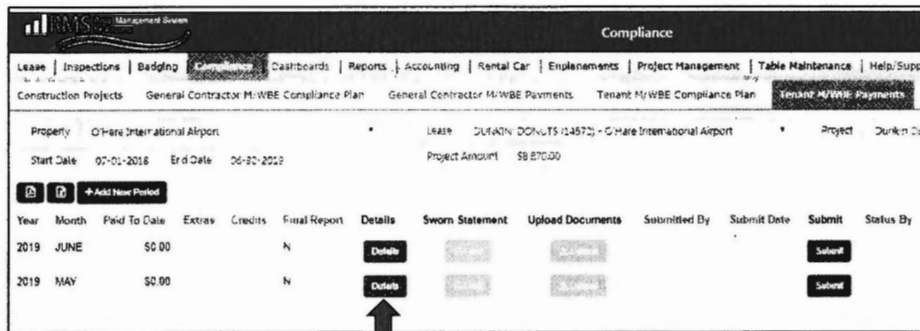 RMS Management System
Compliance
Lease | Inspections | Badging | Compliance | Dashboards | Reports | Accounting | Rental Car | Enplanements | Project Management | Table Maintenance | Help/Supp
Construction Projects General Contractor M/WBE Compliance Plan General Contractor M/WBE Payments Tenant M/WBE Compliance Plan Tenant M/WBE Payments
Property O'Hare International Airport Lease DUNKIN' DONUTS (14572) - O'Hare International Airport Project Dunkin
Start Date 07-01-2018 End Date 06-30-2019 Project Amount $8,870.00
+Add New Period
Year Month Paid To Date Extras Credits Final Report Details Sworn Statement Upload Documents Submitted By Submit Date Submit Status By
2019 JUNE $0.00 N Details Submit
2019 MAY $0.00 N Details Submit